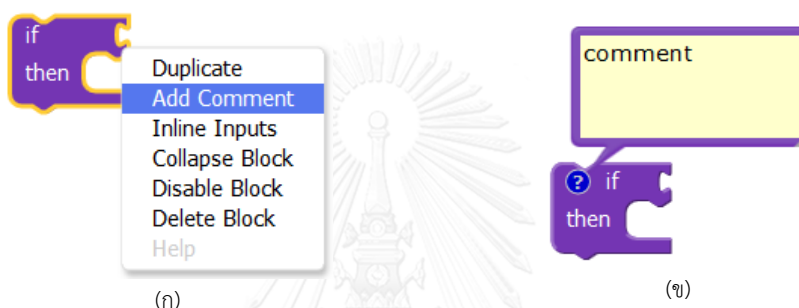 if
then
Duplicate
Add Comment
Inline Inputs
Collapse Block
Disable Block
Delete Block
Help
(ก)
comment
? if
then
(ข)